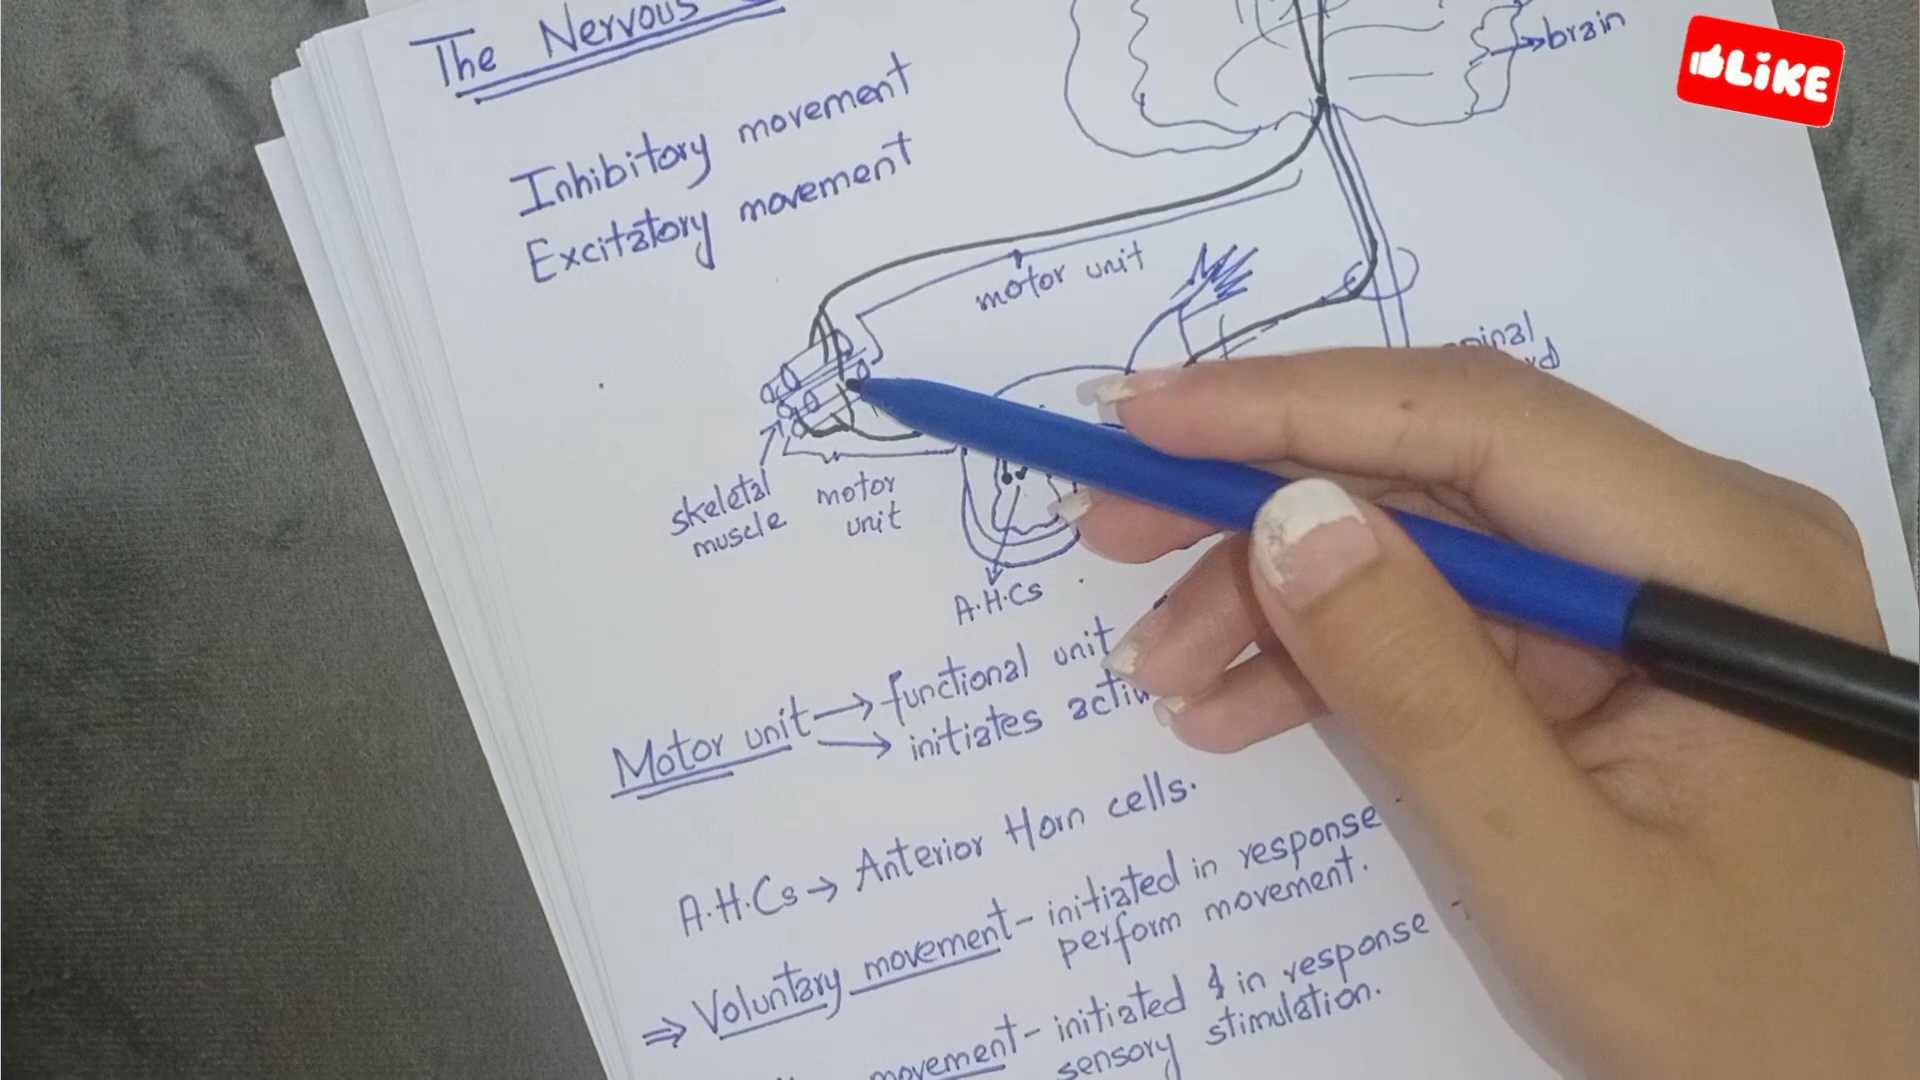 The Nervous
Inhibitory movement
Excitatory movement
brain
LiKE
motor unit
skeletal
muscle
motor
unit
A.H.Cs
Motor unit → functional unit
→ initiates
A.H.Cs → Anterior Horn cells.
⇒ Voluntary movement - initiated in response
perform movement.
movement - initiated & in response
sensory stimulation.